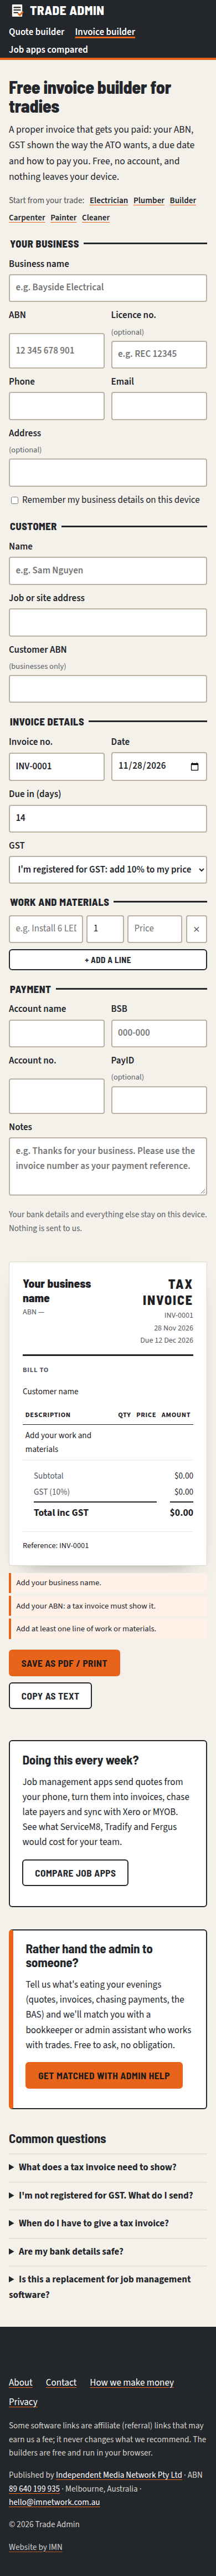 TRADE ADMIN
Quote builder Invoice builder
Job apps compared
Free invoice builder for
tradies
A proper invoice that gets you paid: your ABN,
GST shown the way the ATO wants, a due date
and how to pay you. Free, no account, and
nothing leaves your device.
Start from your trade: Electrician Plumber Builder
Carpenter Painter Cleaner
YOUR BUSINESS
Business name
e.g. Bayside Electrical
ABN Licence no.
(optional)
12 345 678 901 e.g. REC 12345
Phone Email
Address
(optional)
Remember my business details on this device
CUSTOMER
Name
e.g. Sam Nguyen
Job or site address
Customer ABN
(businesses only)
INVOICE DETAILS
Invoice no. Date
INV-0001 11/28/2026
Due in (days)
14
GST
I'm registered for GST: add 10% to my price
WORK AND MATERIALS
e.g. Install 6 LED 1 Price ×
+ ADD A LINE
PAYMENT
Account name BSB
000-000
Account no. PayID
(optional)
Notes
e.g. Thanks for your business. Please use the
invoice number as your payment reference.
Your bank details and everything else stay on this device.
Nothing is sent to us.
Your business
name
ABN —
TAX
INVOICE
INV-0001
28 Nov 2026
Due 12 Dec 2026
BILL TO
Customer name
DESCRIPTION QTY PRICE AMOUNT
Add your work and
materials
Subtotal $0.00
GST (10%) $0.00
Total inc GST $0.00
Reference: INV-0001
Add your business name.
Add your ABN: a tax invoice must show it.
Add at least one line of work or materials.
SAVE AS PDF / PRINT
COPY AS TEXT
Doing this every week?
Job management apps send quotes from
your phone, turn them into invoices, chase
late payers and sync with Xero or MYOB.
See what ServiceM8, Tradify and Fergus
would cost for your team.
COMPARE JOB APPS
Rather hand the admin to
someone?
Tell us what's eating your evenings
(quotes, invoices, chasing payments, the
BAS) and we'll match you with a
bookkeeper or admin assistant who works
with trades. Free to ask, no obligation.
GET MATCHED WITH ADMIN HELP
Common questions
What does a tax invoice need to show?
I'm not registered for GST. What do I send?
When do I have to give a tax invoice?
Are my bank details safe?
Is this a replacement for job management
software?
About Contact How we make money
Privacy
Some software links are affiliate (referral) links that may
earn us a fee; it never changes what we recommend. The
builders are free and run in your browser.
Published by Independent Media Network Pty Ltd · ABN
89 640 199 935 · Melbourne, Australia ·
hello@imnetwork.com.au
© 2026 Trade Admin
Website by IMN